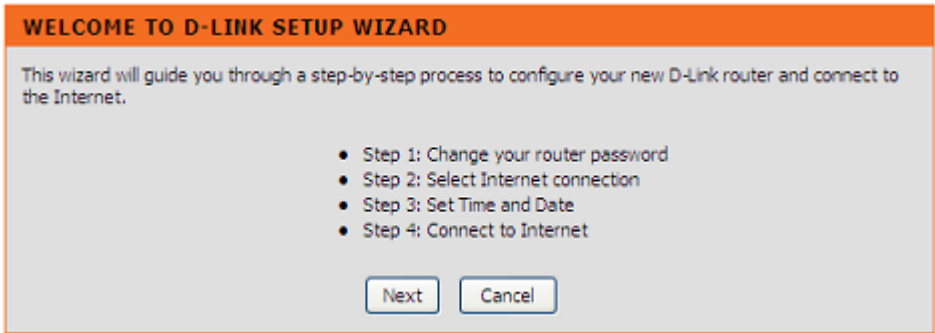 WELCOME TO D-LINK SETUP WIZARD
This wizard will guide you through a step-by-step process to configure your new D-Link router and connect to
the Internet.
• Step 1: Change your router password
• Step 2: Select Internet connection
• Step 3: Set Time and Date
• Step 4: Connect to Internet
Next Cancel